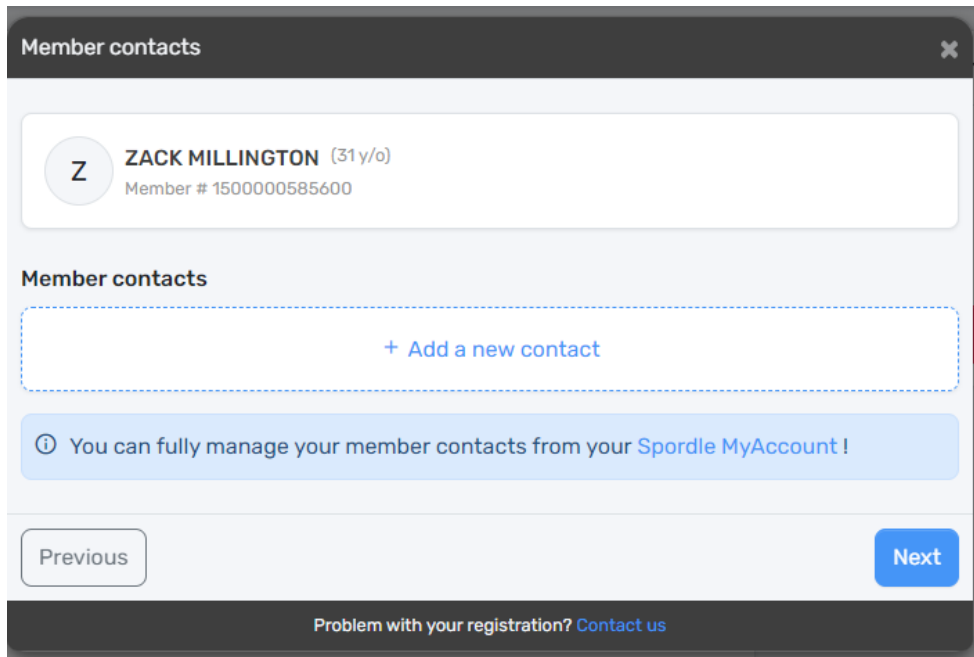 Member contacts
Z
ZACK MILLINGTON (31 y/o)
Member # 1500000585600
Member contacts
+ Add a new contact
You can fully manage your member contacts from your Spordle MyAccount !
Previous
Next
Problem with your registration? Contact us